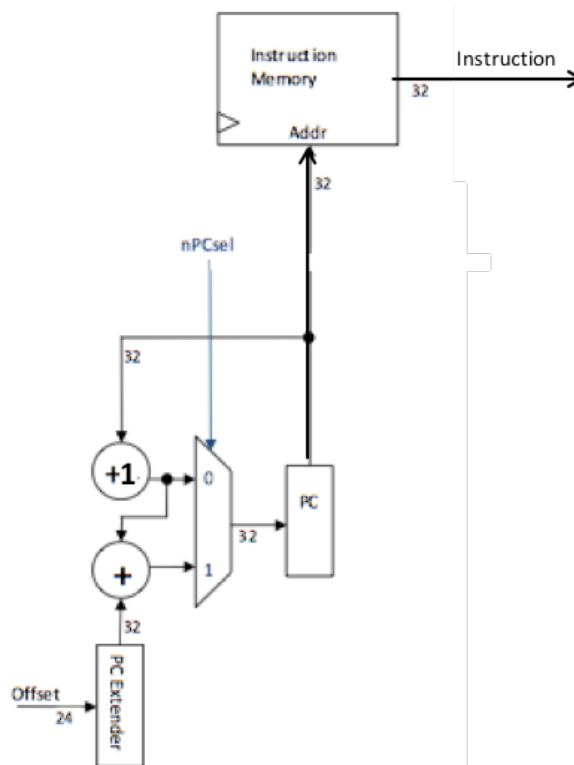 Instruction
Memory
Instruction
32
Addr
32
nPCsel
32
+1
0
PC
32
+
1
32
PC Extender
Offset
24